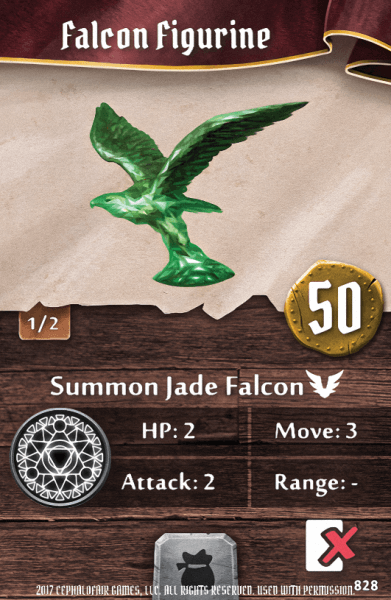 Falcon Figurine
50
1/2
Summon Jade Falcon
HP: 2 Move: 3
Attack: 2 Range: -
828
2017 CEPHALOFAIR GAMES, LLC. ALL RIGHTS RESERVED. USED WITH PERMISSION.